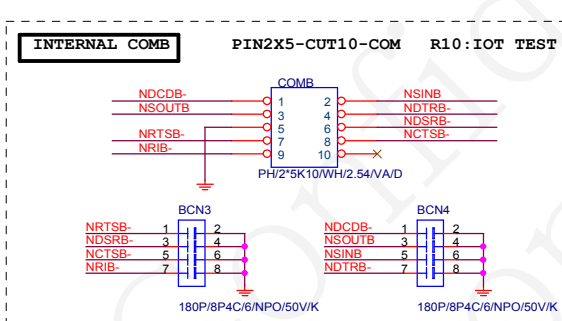 INTERNAL COMB PIN2X5-CUT10-COM R10:IOT TEST
COMB
NDCDB- 1 2 NSINB
NSOUTB 3 4 NDTRB-
5 6 NDSRB-
NRTSB- 7 8 NCTSB-
NRIB- 9 10
PH/2*5K10/WH/2.54/VA/D
BCN3 BCN4
NRTSB- 1 2 NDCDB- 1 2
NDSRB- 3 4 NSOUTB 3 4
NCTSB- 5 6 NSINB 5 6
NRIB- 7 8 NDTRB- 7 8
180P/8P4C/6/NPO/50V/K 180P/8P4C/6/NPO/50V/K